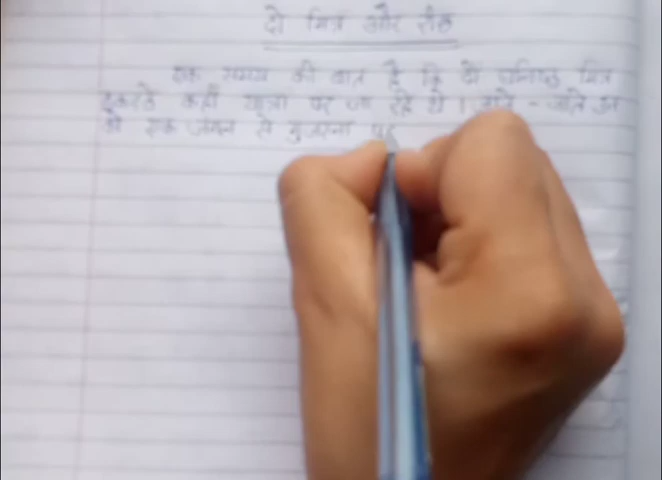 दो मित्र और रीछ
एक समय की बात है कि दो घनिष्ठ मित्र
इकट्ठे कहीं यात्रा पर जा रहे थे । जाते - जाते उन
को एक जंगल से गुजरना पड़